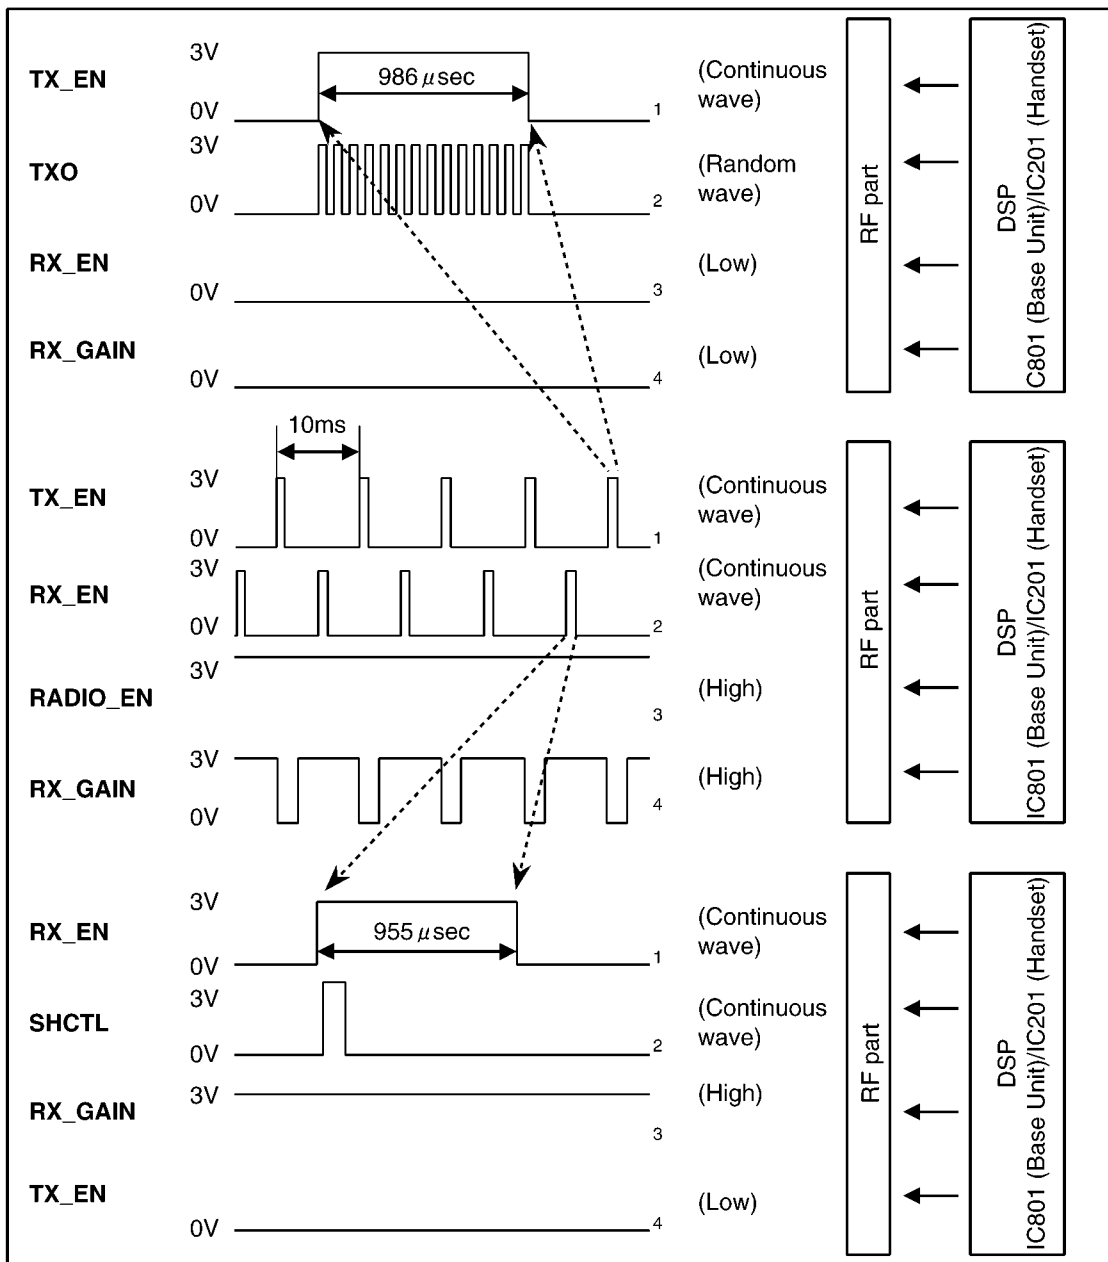 TX_EN
3V
0V
986 μsec
1
(Continuous
wave)
TXO
3V
0V
2
(Random
wave)
RX_EN
0V
3
(Low)
RX_GAIN
0V
4
(Low)
RF part
DSP
C801 (Base Unit)/IC201 (Handset)
10ms
TX_EN
3V
0V
1
(Continuous
wave)
RX_EN
3V
0V
2
(Continuous
wave)
RADIO_EN
3V
3
(High)
RX_GAIN
3V
0V
4
(High)
RF part
DSP
IC801 (Base Unit)/IC201 (Handset)
RX_EN
3V
0V
955 μsec
1
(Continuous
wave)
SHCTL
3V
0V
2
(Continuous
wave)
RX_GAIN
3V
3
(High)
TX_EN
0V
4
(Low)
RF part
DSP
IC801 (Base Unit)/IC201 (Handset)